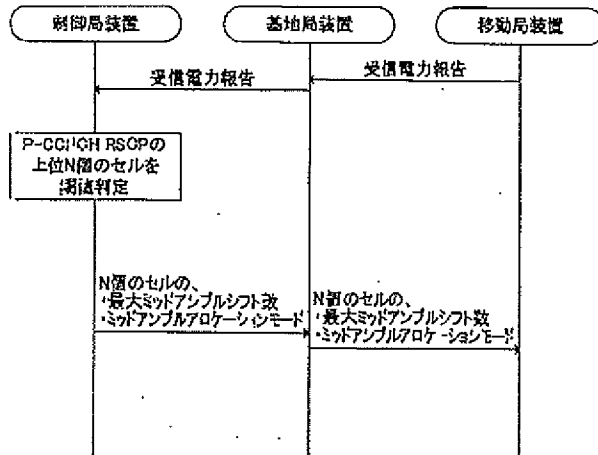 制御局装置
基地局装置
移動局装置
受信電力報告
受信電力報告
P-CCPCH RSCPの
上位N個のセルを
閾値判定
N個のセルの、
・最大ミッドアンブルシフト数
・ミッドアンブルアロケーションモード
N個のセルの、
・最大ミッドアンブルシフト数
・ミッドアンブルアロケーションモード